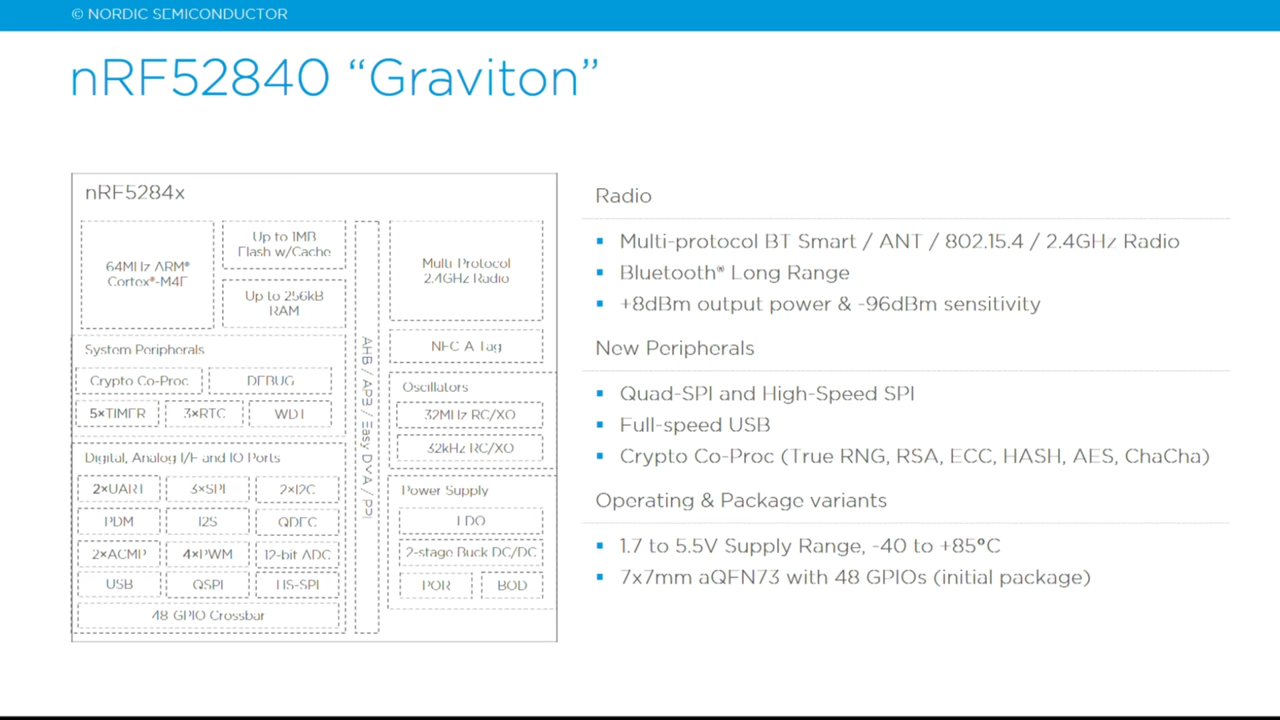 © NORDIC SEMICONDUCTOR
nRF52840 “Graviton”
nRF5284x
64MHz ARM®
Cortex®-M4F
Up to 1MB
Flash w/Cache
Up to 256kB
RAM
System Peripherals
Crypto Co-Proc
DEBUG
5×TIMER
3×RTC
WDT
Digital, Analog I/F and IO Ports
2×UART
3×SPI
2×I2C
PDM
I2S
QDEC
2×ACMP
4×PWM
12-bit ADC
USB
QSPI
HS-SPI
48 GPIO Crossbar
AHB / APB / Easy DMA / PPI
Multi Protocol
2.4GHz Radio
NFC A Tag
Oscillators
32MHz RC/XO
32kHz RC/XO
Power Supply
LDO
2-stage Buck DC/DC
POR
BOD
Radio
▪ Multi-protocol BT Smart / ANT / 802.15.4 / 2.4GHz Radio
▪ Bluetooth® Long Range
▪ +8dBm output power & -96dBm sensitivity
New Peripherals
▪ Quad-SPI and High-Speed SPI
▪ Full-speed USB
▪ Crypto Co-Proc (True RNG, RSA, ECC, HASH, AES, ChaCha)
Operating & Package variants
▪ 1.7 to 5.5V Supply Range, -40 to +85°C
▪ 7x7mm aQFN73 with 48 GPIOs (initial package)